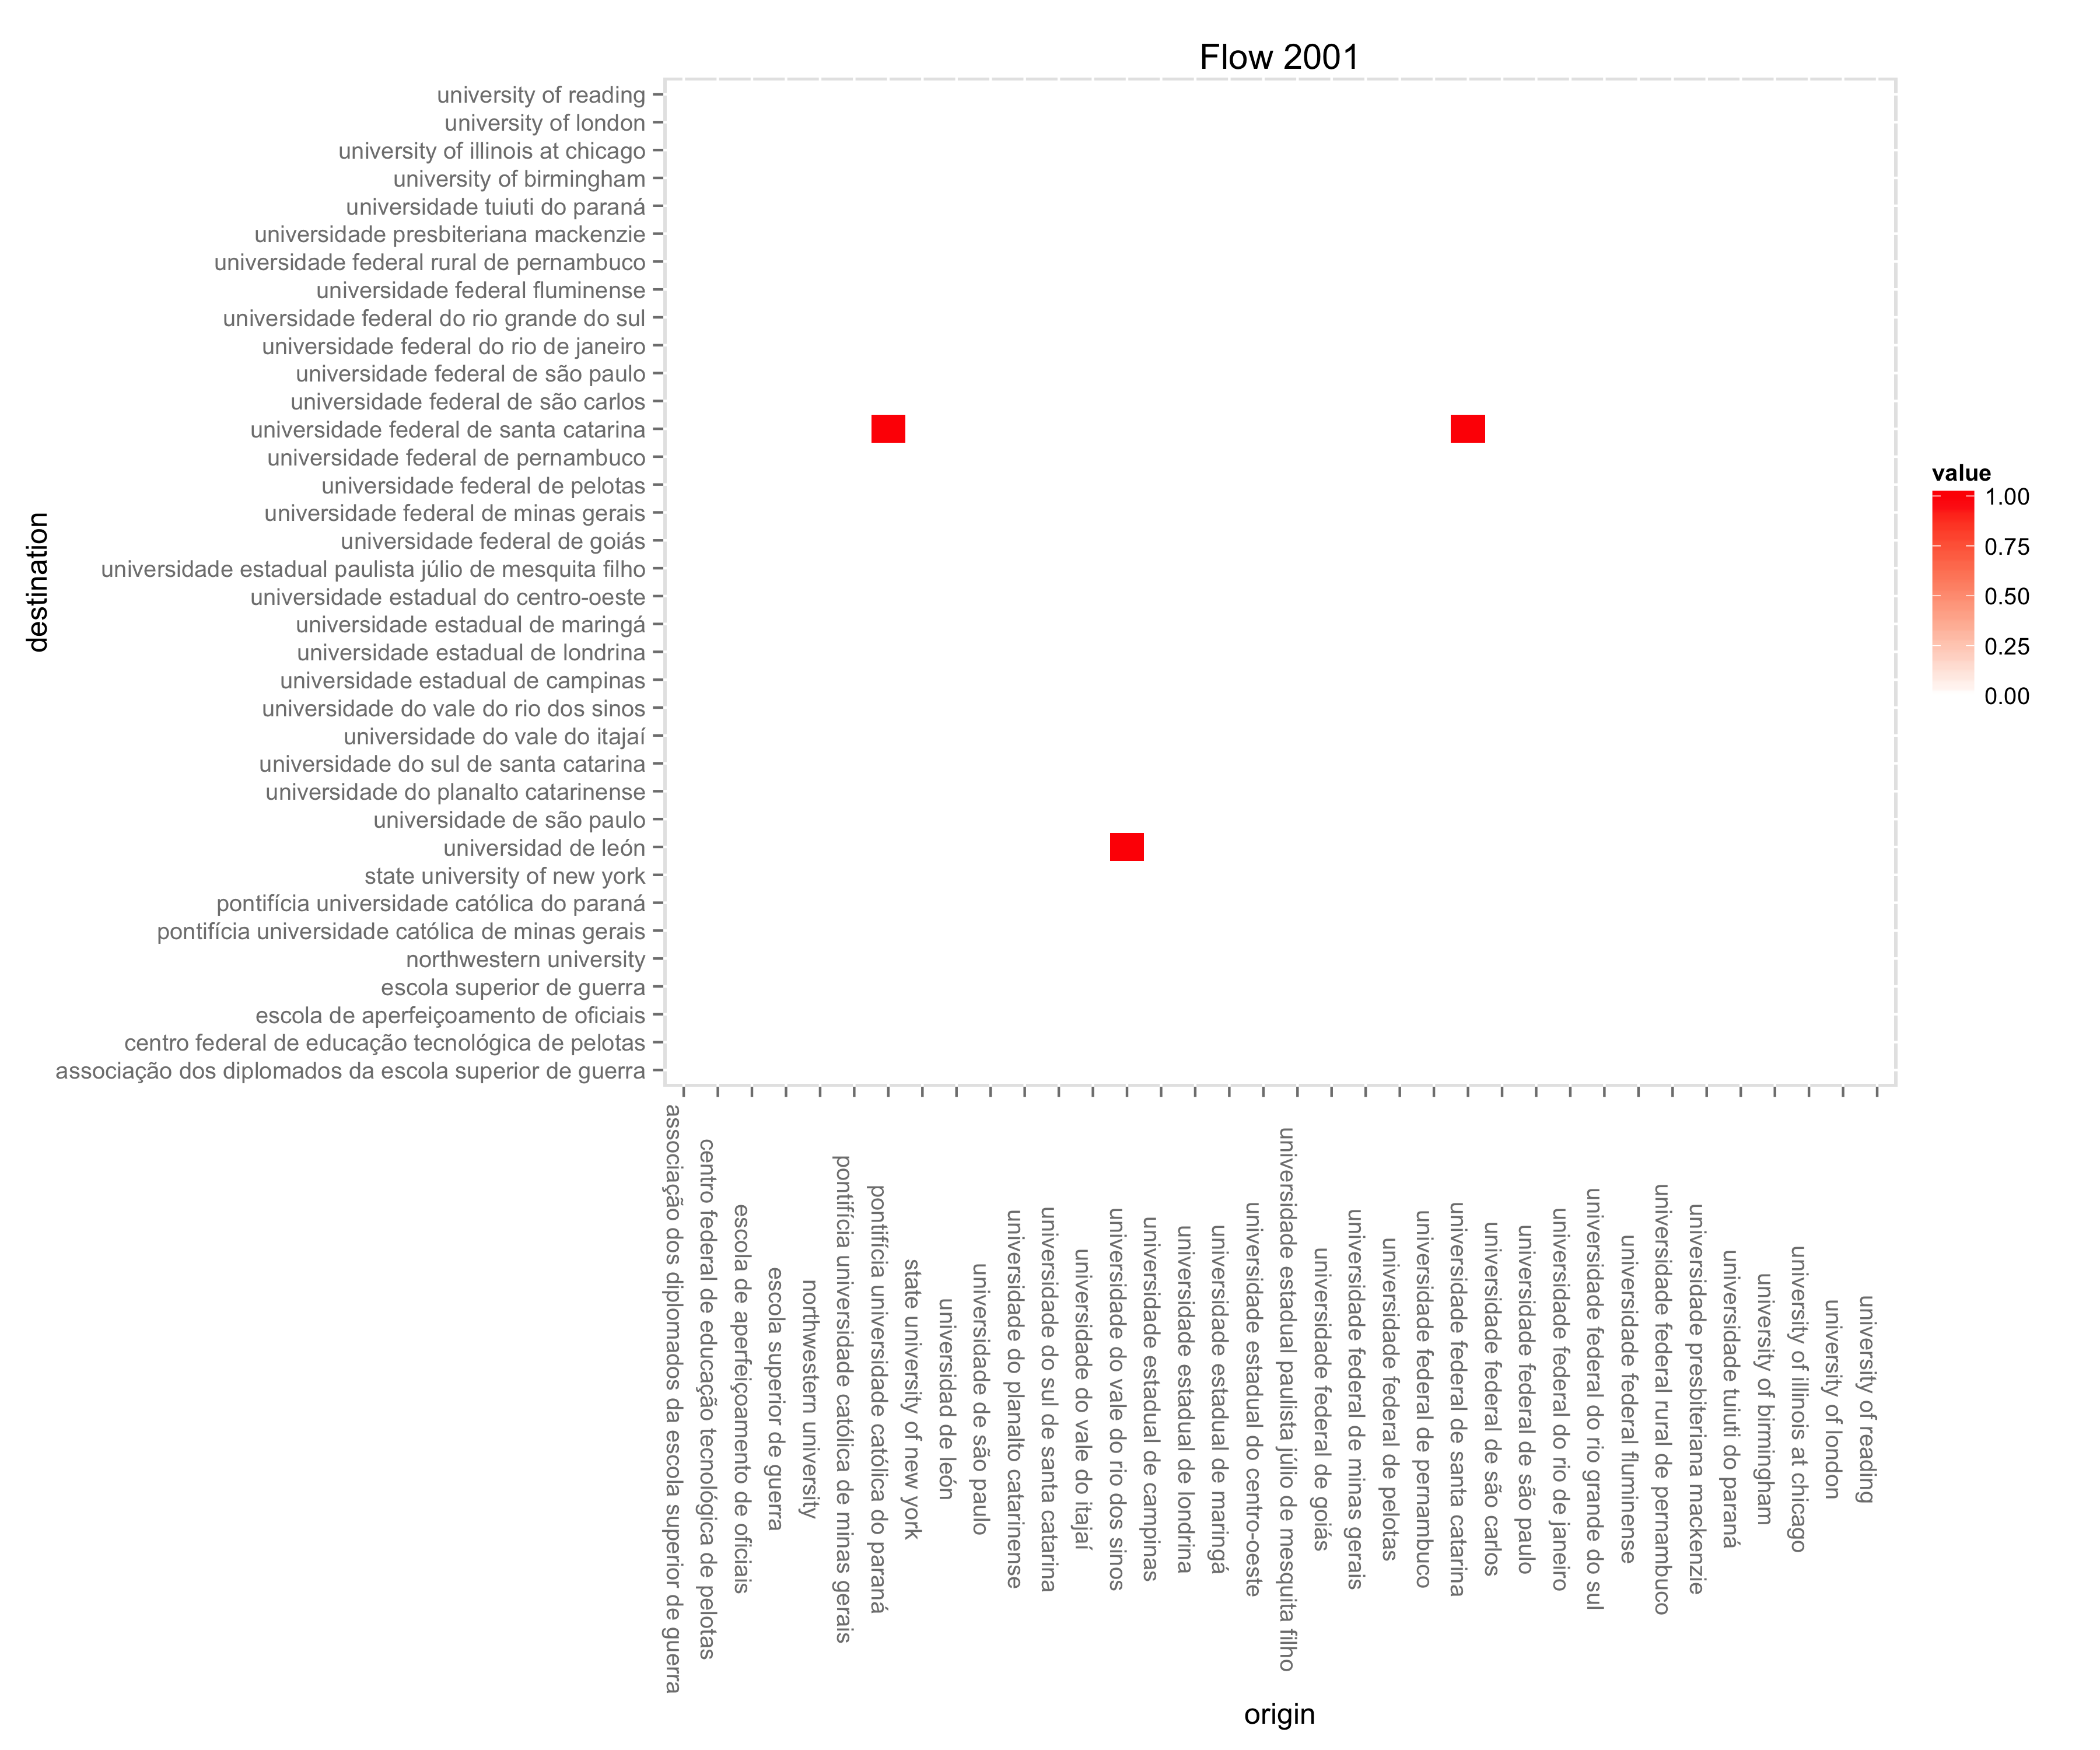 Flow 2001
university of reading
university of london
university of illinois at chicago
university of birmingham
universidade tuiuti do paraná
universidade presbiteriana mackenzie
universidade federal rural de pernambuco
universidade federal fluminense
universidade federal do rio grande do sul
universidade federal do rio de janeiro
universidade federal de são paulo
universidade federal de são carlos
universidade federal de santa catarina
universidade federal de pernambuco
universidade federal de pelotas
universidade federal de minas gerais
universidade federal de goiás
universidade estadual paulista júlio de mesquita filho
universidade estadual do centro-oeste
universidade estadual de maringá
universidade estadual de londrina
universidade estadual de campinas
universidade do vale do rio dos sinos
universidade do vale do itajaí
universidade do sul de santa catarina
universidade do planalto catarinense
universidade de são paulo
universidad de león
state university of new york
pontifícia universidade católica do paraná
pontifícia universidade católica de minas gerais
northwestern university
escola superior de guerra
escola de aperfeiçoamento de oficiais
centro federal de educação tecnológica de pelotas
associação dos diplomados da escola superior de guerra
destination
value
1.00
0.75
0.50
0.25
0.00
associação dos diplomados da escola superior de guerra
centro federal de educação tecnológica de pelotas
escola de aperfeiçoamento de oficiais
escola superior de guerra
northwestern university
pontifícia universidade católica de minas gerais
pontifícia universidade católica do paraná
state university of new york
universidad de león
universidade de são paulo
universidade do planalto catarinense
universidade do sul de santa catarina
universidade do vale do itajaí
universidade do vale do rio dos sinos
universidade estadual de campinas
universidade estadual de londrina
universidade estadual de maringá
universidade estadual do centro-oeste
universidade estadual paulista júlio de mesquita filho
universidade federal de goiás
universidade federal de minas gerais
universidade federal de pelotas
universidade federal de pernambuco
universidade federal de santa catarina
universidade federal de são carlos
universidade federal de são paulo
universidade federal do rio de janeiro
universidade federal do rio grande do sul
universidade federal fluminense
universidade federal rural de pernambuco
universidade presbiteriana mackenzie
universidade tuiuti do paraná
university of birmingham
university of illinois at chicago
university of london
university of reading
origin